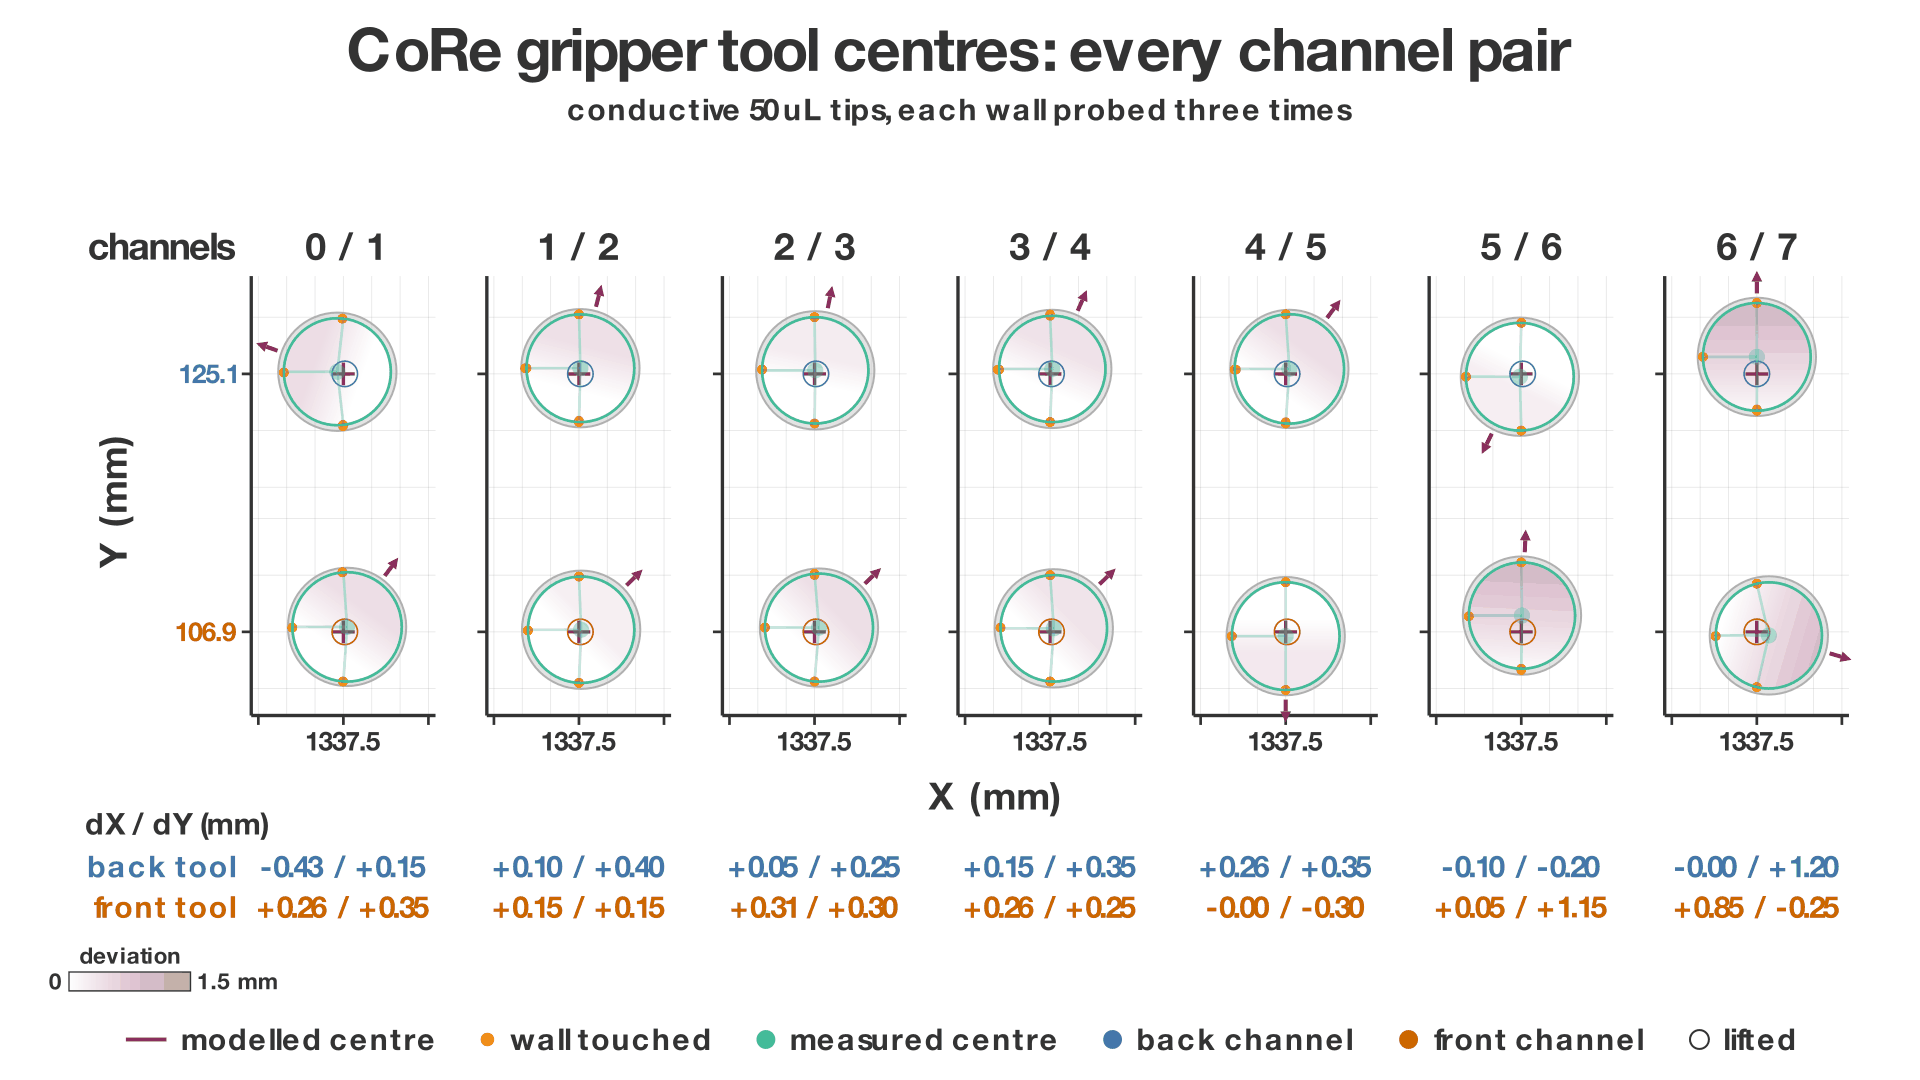 CoRe gripper tool centres: every channel pair
conductive 50uL tips, each wall probed three times
channels 0 / 1 1 / 2 2 / 3 3 / 4 4 / 5 5 / 6 6 / 7
125.1
Y (mm)
106.9
1337.5 1337.5 1337.5 1337.5 1337.5 1337.5 1337.5
X (mm)
dX / dY (mm)
back tool -0.43 / +0.15 +0.10 / +0.40 +0.05 / +0.25 +0.15 / +0.35 +0.26 / +0.35 -0.10 / -0.20 -0.00 / +1.20
front tool +0.26 / +0.35 +0.15 / +0.15 +0.31 / +0.30 +0.26 / +0.25 -0.00 / -0.30 +0.05 / +1.15 +0.85 / -0.25
deviation
0 1.5 mm
modelled centre wall touched measured centre back channel front channel lifted